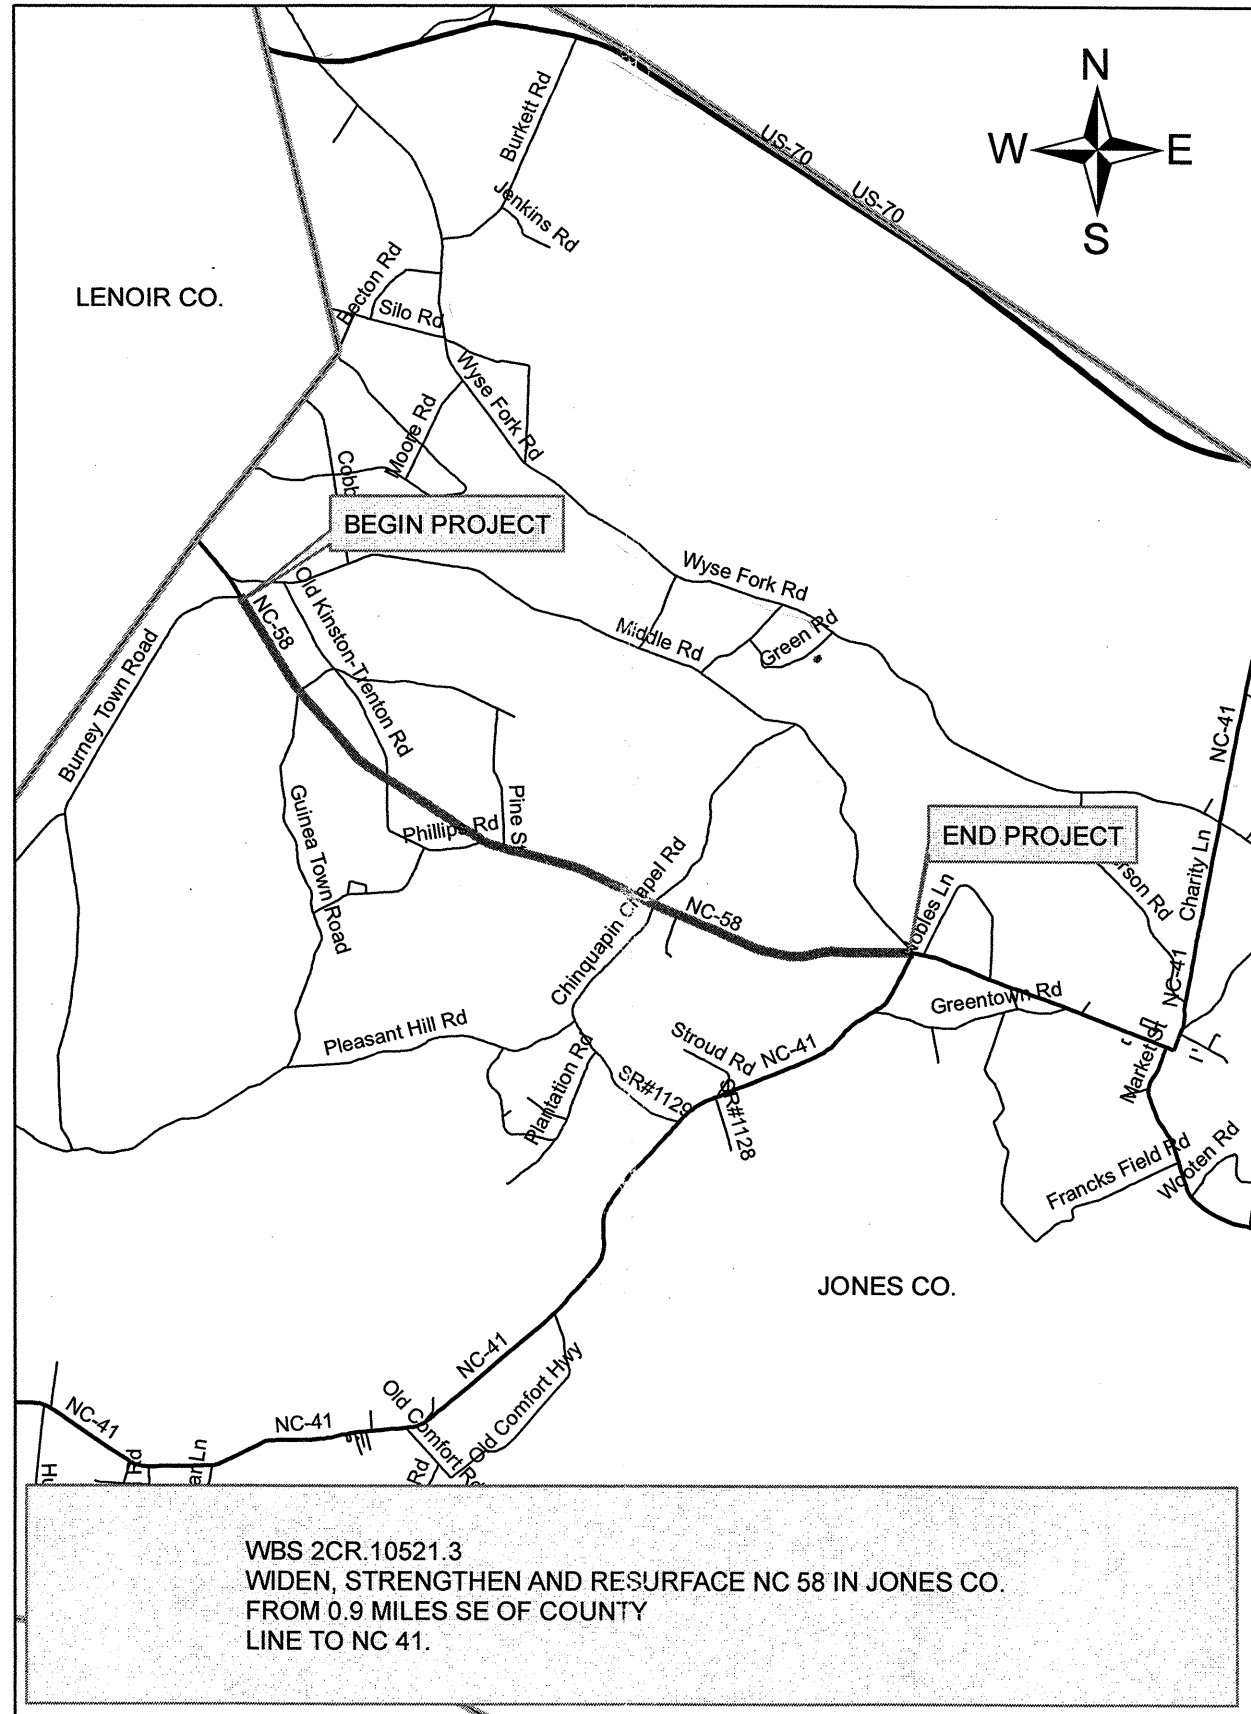 N
W E
S
US-70
US-70
Burkett Rd
Jenkins Rd
LENOIR CO.
Becton Rd
Silo Rd
Wyse Fork Rd
Moore Rd
BEGIN PROJECT
Wyse Fork Rd
NC-58
Old Kinston-Trenton Rd
Middle Rd
Green Rd
Burney Town Road
NC-41
Guinea Town Road
Phillips Rd
Pine St
END PROJECT
Chinquapin Chapel Rd
NC-58
Nobles Ln
Charity Ln
NC-41
Greentown Rd
Pleasant Hill Rd
Plantation Rd
Stroud Rd
NC-41
SR#1129
SR#1128
Market St
Francks Field Rd
Wooten Rd
JONES CO.
NC-41
Old Comfort Hwy
NC-41
NC-41
Old Comfort Rd
Rd
WBS 2CR.10521.3
WIDEN, STRENGTHEN AND RESURFACE NC 58 IN JONES CO.
FROM 0.9 MILES SE OF COUNTY
LINE TO NC 41.